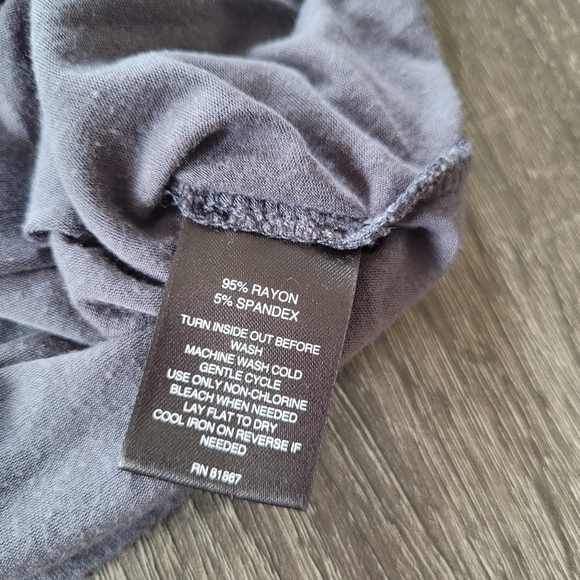 95% RAYON
5% SPANDEX
TURN INSIDE OUT BEFORE
WASH
MACHINE WASH COLD
GENTLE CYCLE
USE ONLY NON-CHLORINE
BLEACH WHEN NEEDED
LAY FLAT TO DRY
COOL IRON ON REVERSE IF
NEEDED
RN 81867